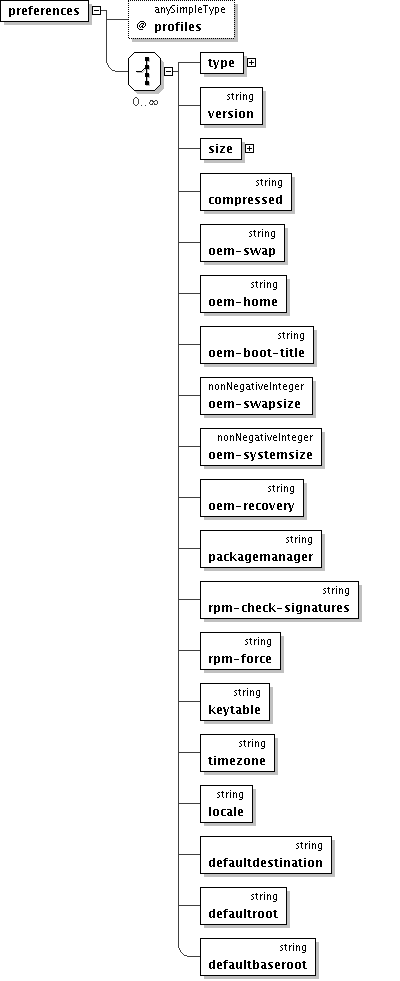 preferences
anySimpleType
@ profiles
0..∞
type
string
version
size
string
compressed
string
oem-swap
string
oem-home
string
oem-boot-title
nonNegativeInteger
oem-swapsize
nonNegativeInteger
oem-systemsize
string
oem-recovery
string
packagemanager
string
rpm-check-signatures
string
rpm-force
string
keytable
string
timezone
string
locale
string
defaultdestination
string
defaultroot
string
defaultbaseroot